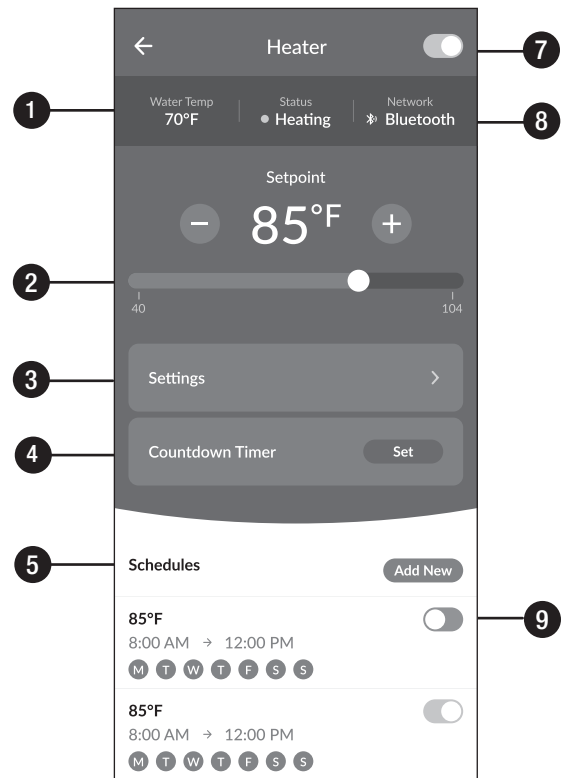 Heater
7
1
Water Temp Status Network
70°F Heating Bluetooth
8
Setpoint
− 85°F +
2
40 104
3
Settings >
4
Countdown Timer Set
5
Schedules Add New
85°F
9
8:00 AM → 12:00 PM
M T W T F S S
85°F
8:00 AM → 12:00 PM
M T W T F S S